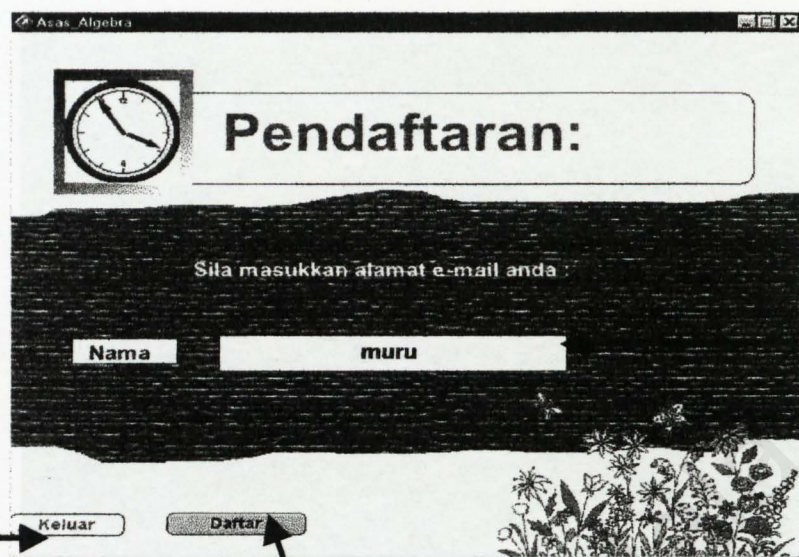 Asas_Algebra
Pendaftaran:
Sila masukkan alamat e-mail anda :
Nama muru
Keluar Daftar